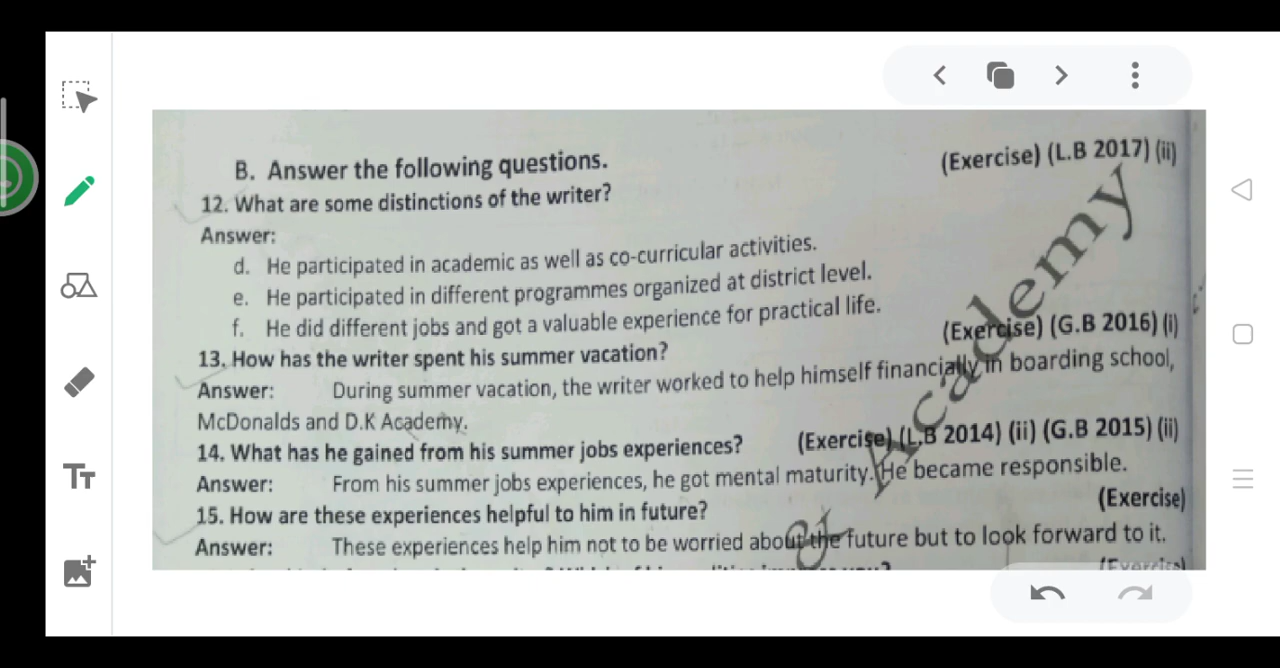 B. Answer the following questions. (Exercise) (L.B 2017) (ii)
12. What are some distinctions of the writer?
Answer:
d. He participated in academic as well as co-curricular activities.
e. He participated in different programmes organized at district level.
f. He did different jobs and got a valuable experience for practical life.
13. How has the writer spent his summer vacation? (Exercise) (G.B 2016) (i)
Answer: During summer vacation, the writer worked to help himself financially in boarding school,
McDonalds and D.K Academy.
14. What has he gained from his summer jobs experiences? (Exercise) (L.B 2014) (ii) (G.B 2015) (ii)
Answer: From his summer jobs experiences, he got mental maturity. He became responsible.
15. How are these experiences helpful to him in future? (Exercise)
Answer: These experiences help him not to be worried about the future but to look forward to it.
& Academy
TT